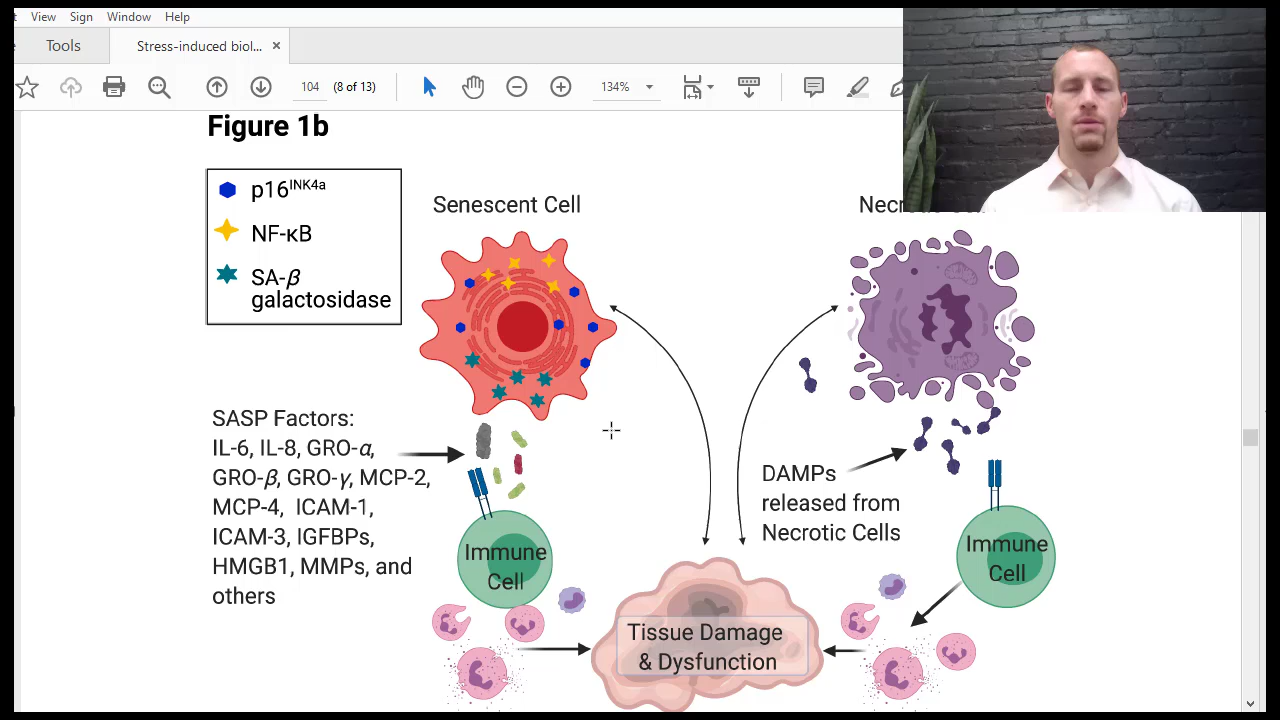 View Sign Window Help
Tools Stress-induced biol... ×
104 (8 of 13) 134%
Figure 1b
p16INK4a
NF-κB
SA-β
galactosidase
Senescent Cell
SASP Factors:
IL-6, IL-8, GRO-α,
GRO-β, GRO-γ, MCP-2,
MCP-4, ICAM-1,
ICAM-3, IGFBPs,
HMGB1, MMPs, and
others
Immune
Cell
DAMPs
released from
Necrotic Cells
Immune
Cell
Tissue Damage
& Dysfunction